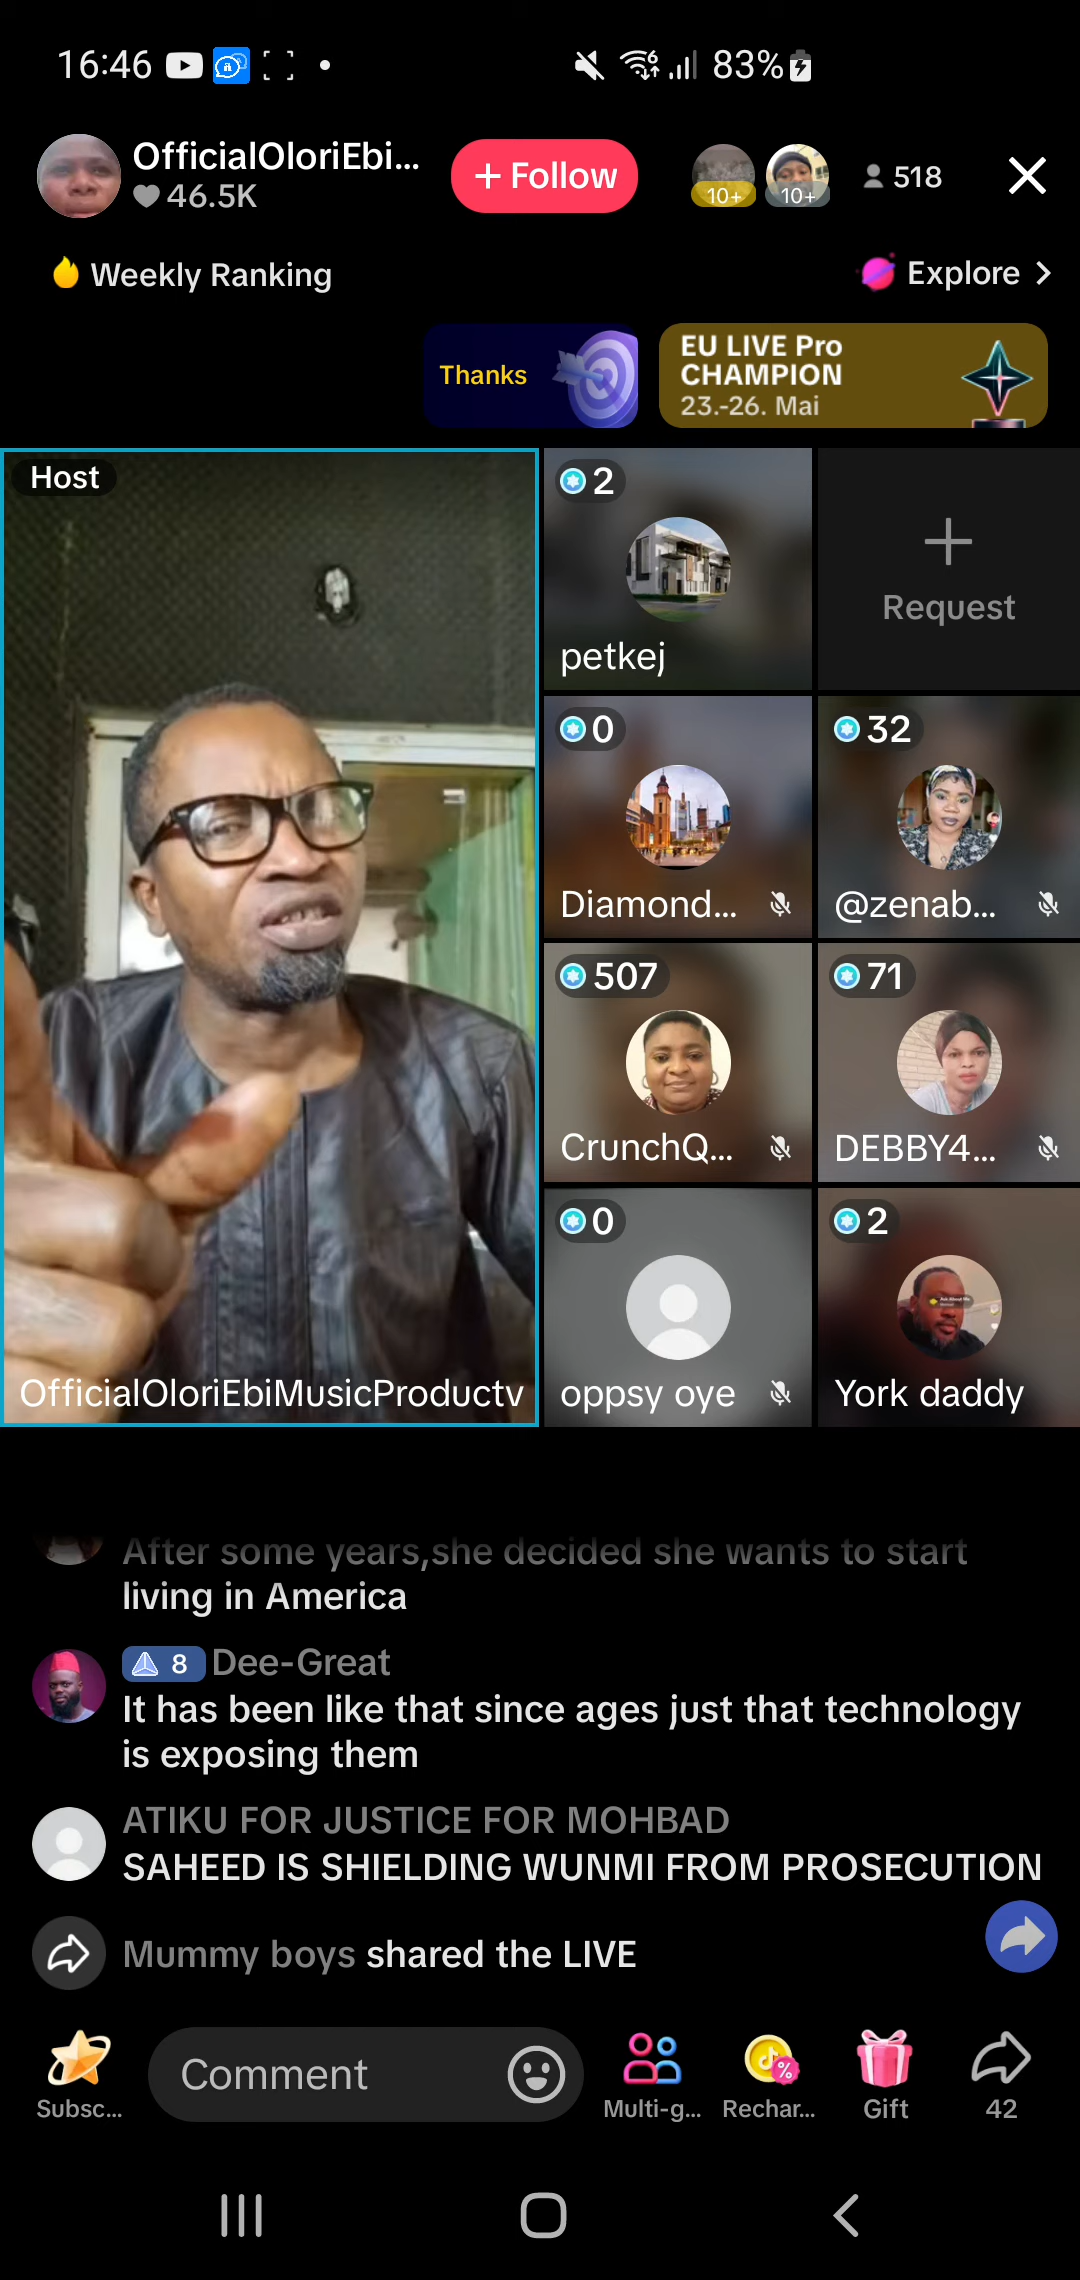 16:46
83%
OfficialOloriEbi...
46.5K
+ Follow
10+
10+
518
Weekly Ranking
Explore
Thanks
EU LIVE Pro
CHAMPION
23.-26. Mai
Host
2
petkej
Request
0
Diamond...
32
@zenab...
507
CrunchQ...
71
DEBBY4...
0
oppsy oye
2
York daddy
OfficialOloriEbiMusicProductv
After some years,she decided she wants to start
living in America
8 Dee-Great
It has been like that since ages just that technology
is exposing them
ATIKU FOR JUSTICE FOR MOHBAD
SAHEED IS SHIELDING WUNMI FROM PROSECUTION
Mummy boys shared the LIVE
Comment
Subsc...
Multi-g...
Rechar...
Gift
42